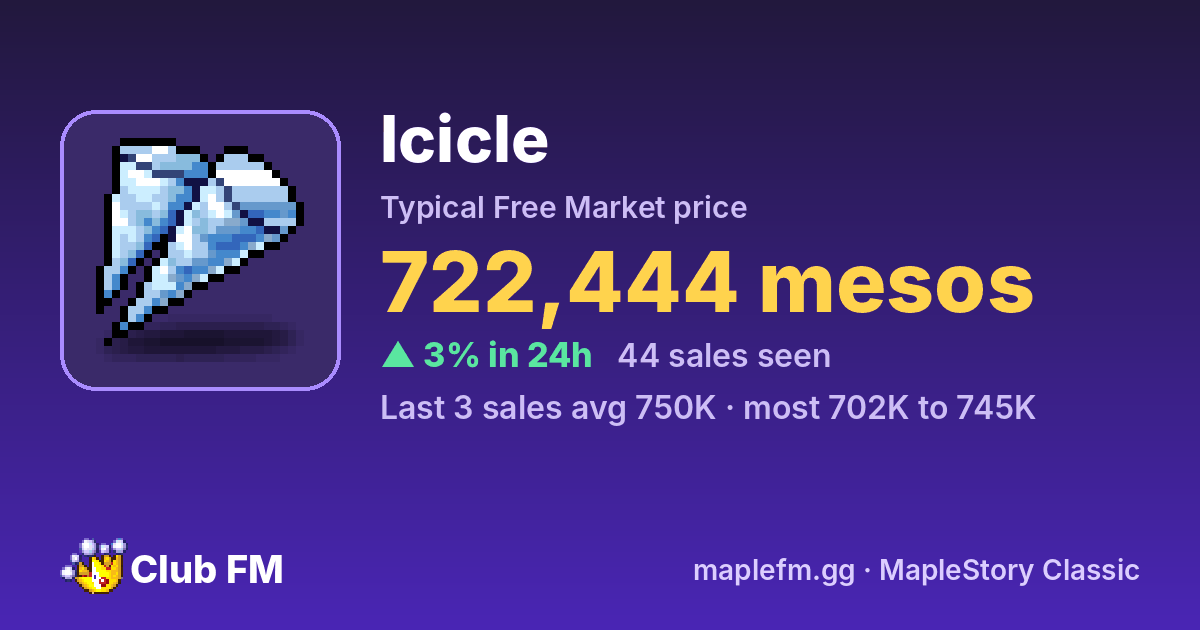 Icicle
Typical Free Market price
722,444 mesos
▲ 3% in 24h 44 sales seen
Last 3 sales avg 750K · most 702K to 745K
Club FM
maplefm.gg · MapleStory Classic